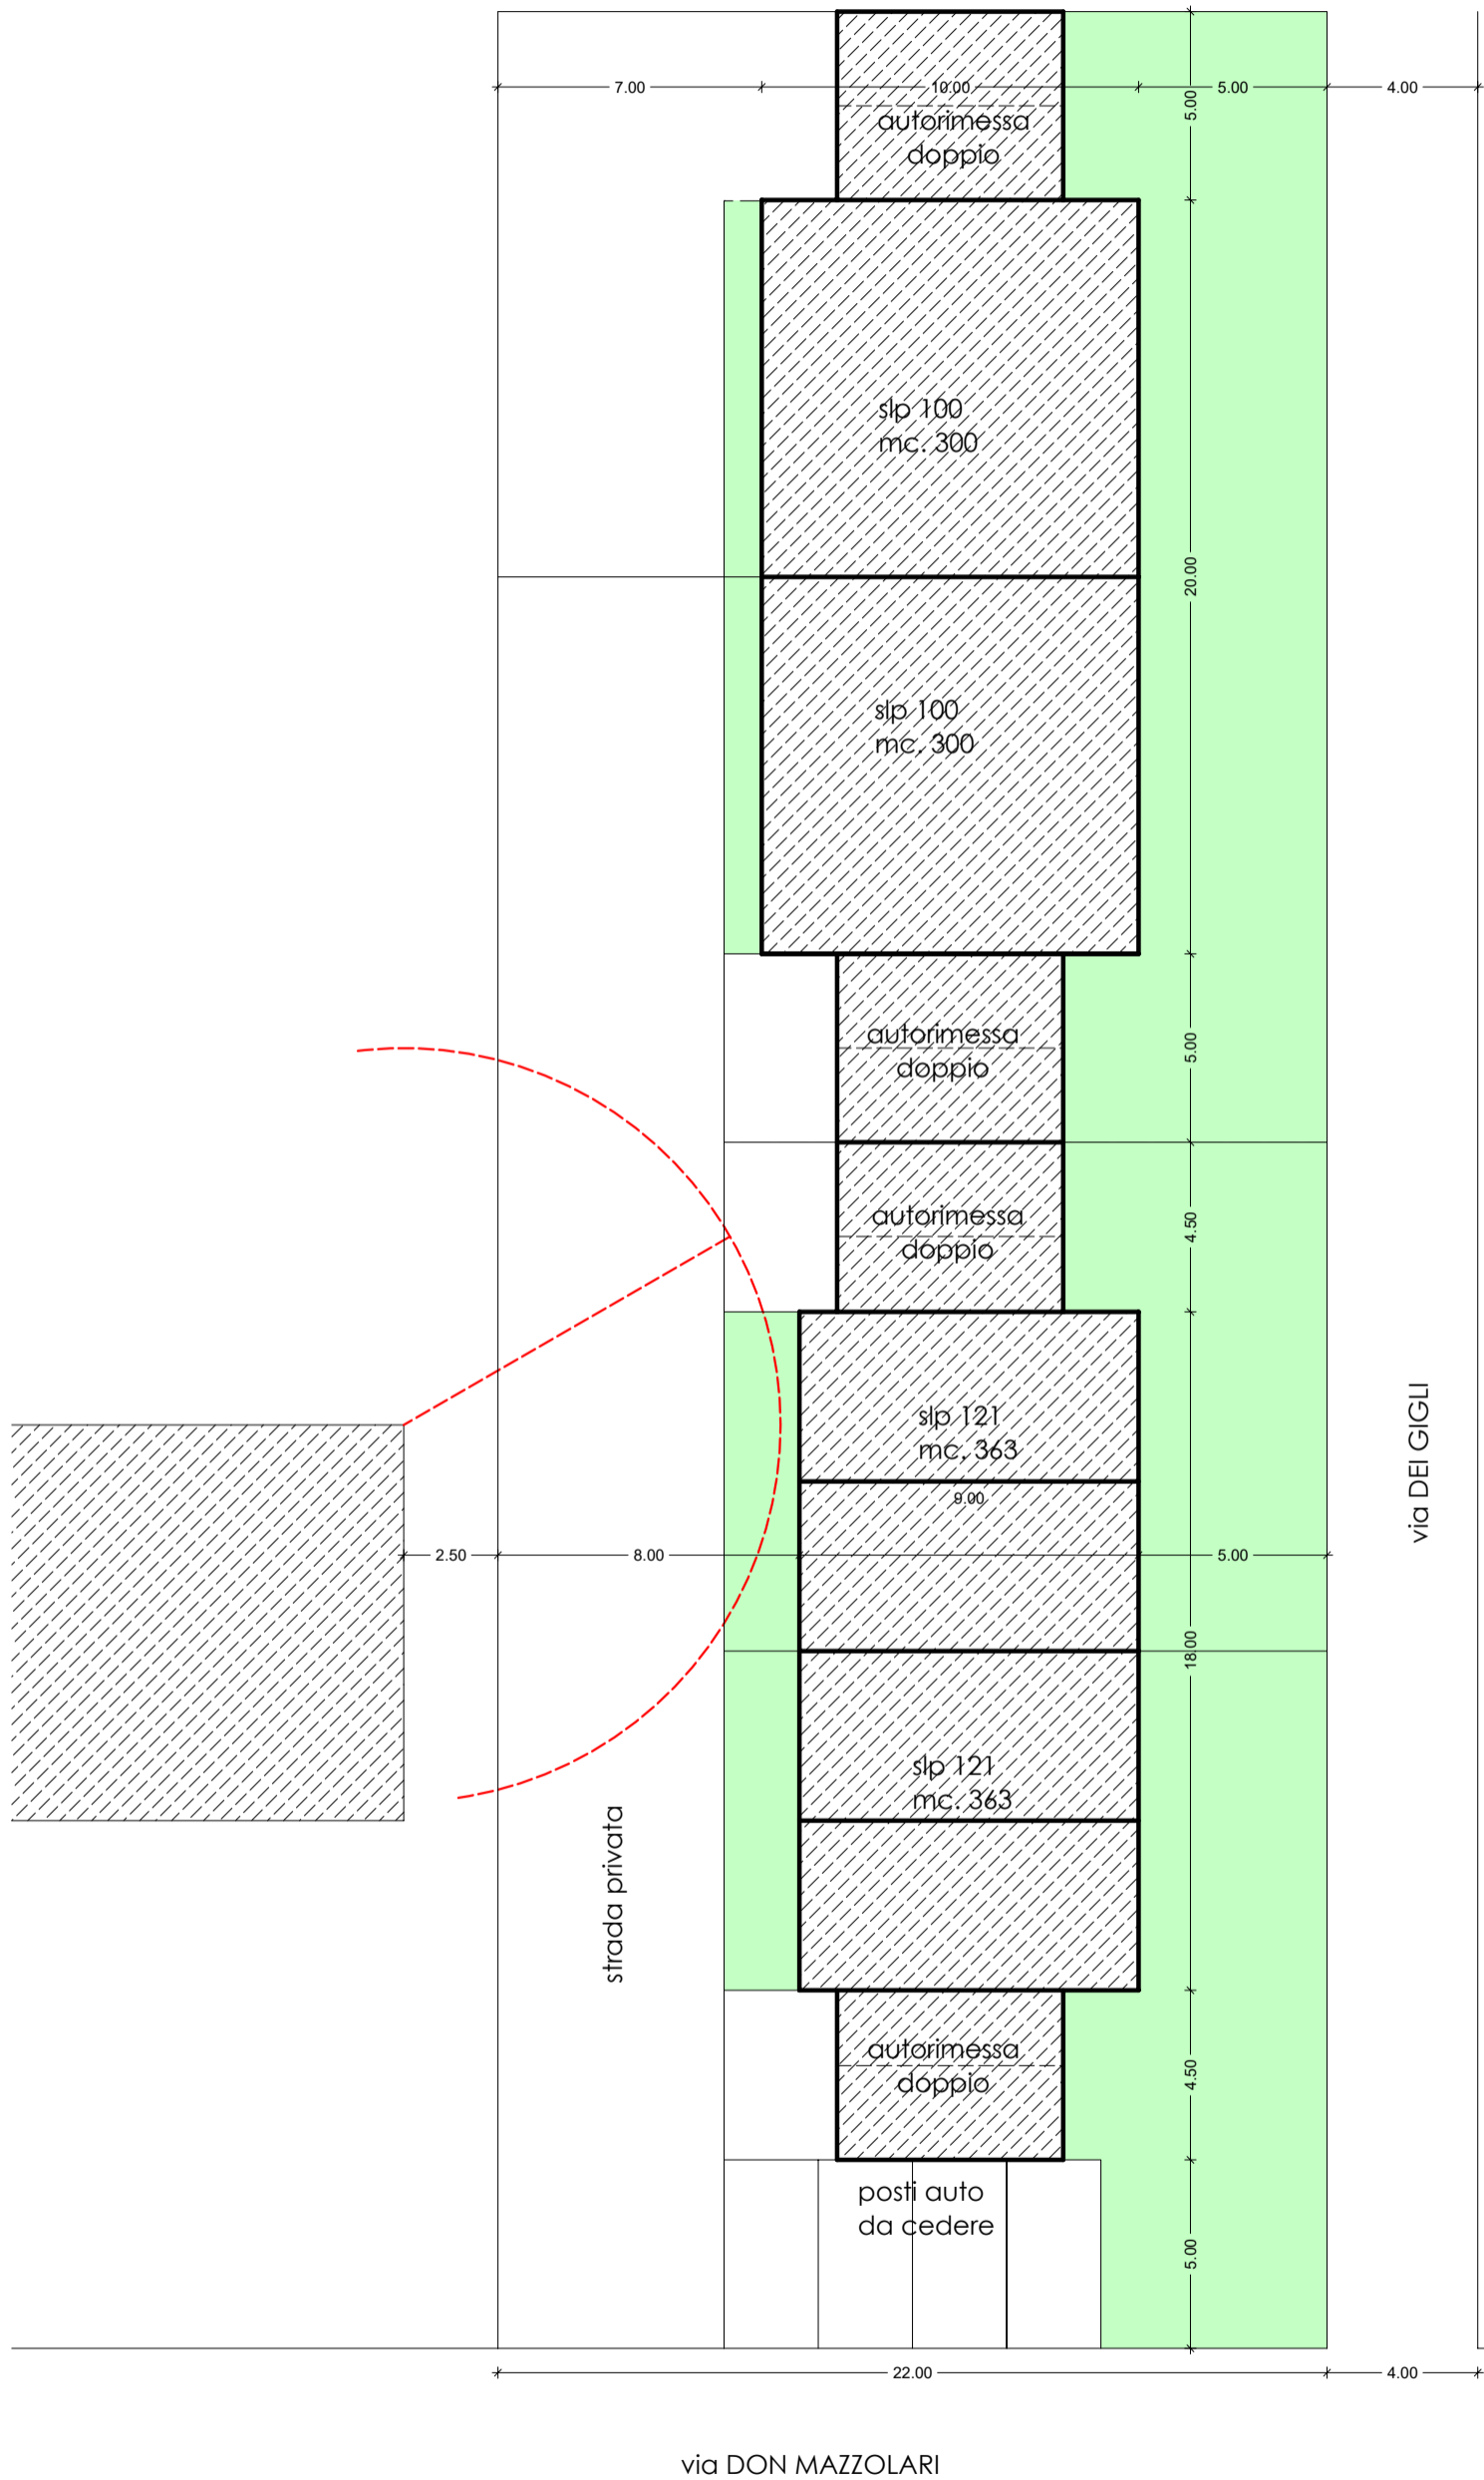 7.00
10.00
5.00
4.00
5.00
autorimessa
doppio
slp 100
mc. 300
20.00
slp 100
mc. 300
autorimessa
doppio
5.00
autorimessa
doppio
4.50
slp 121
mc. 363
9.00
via DEI GIGLI
2.50
8.00
5.00
18.00
slp 121
mc. 363
strada privata
autorimessa
doppio
4.50
posti auto
da cedere
5.00
22.00
4.00
via DON MAZZOLARI